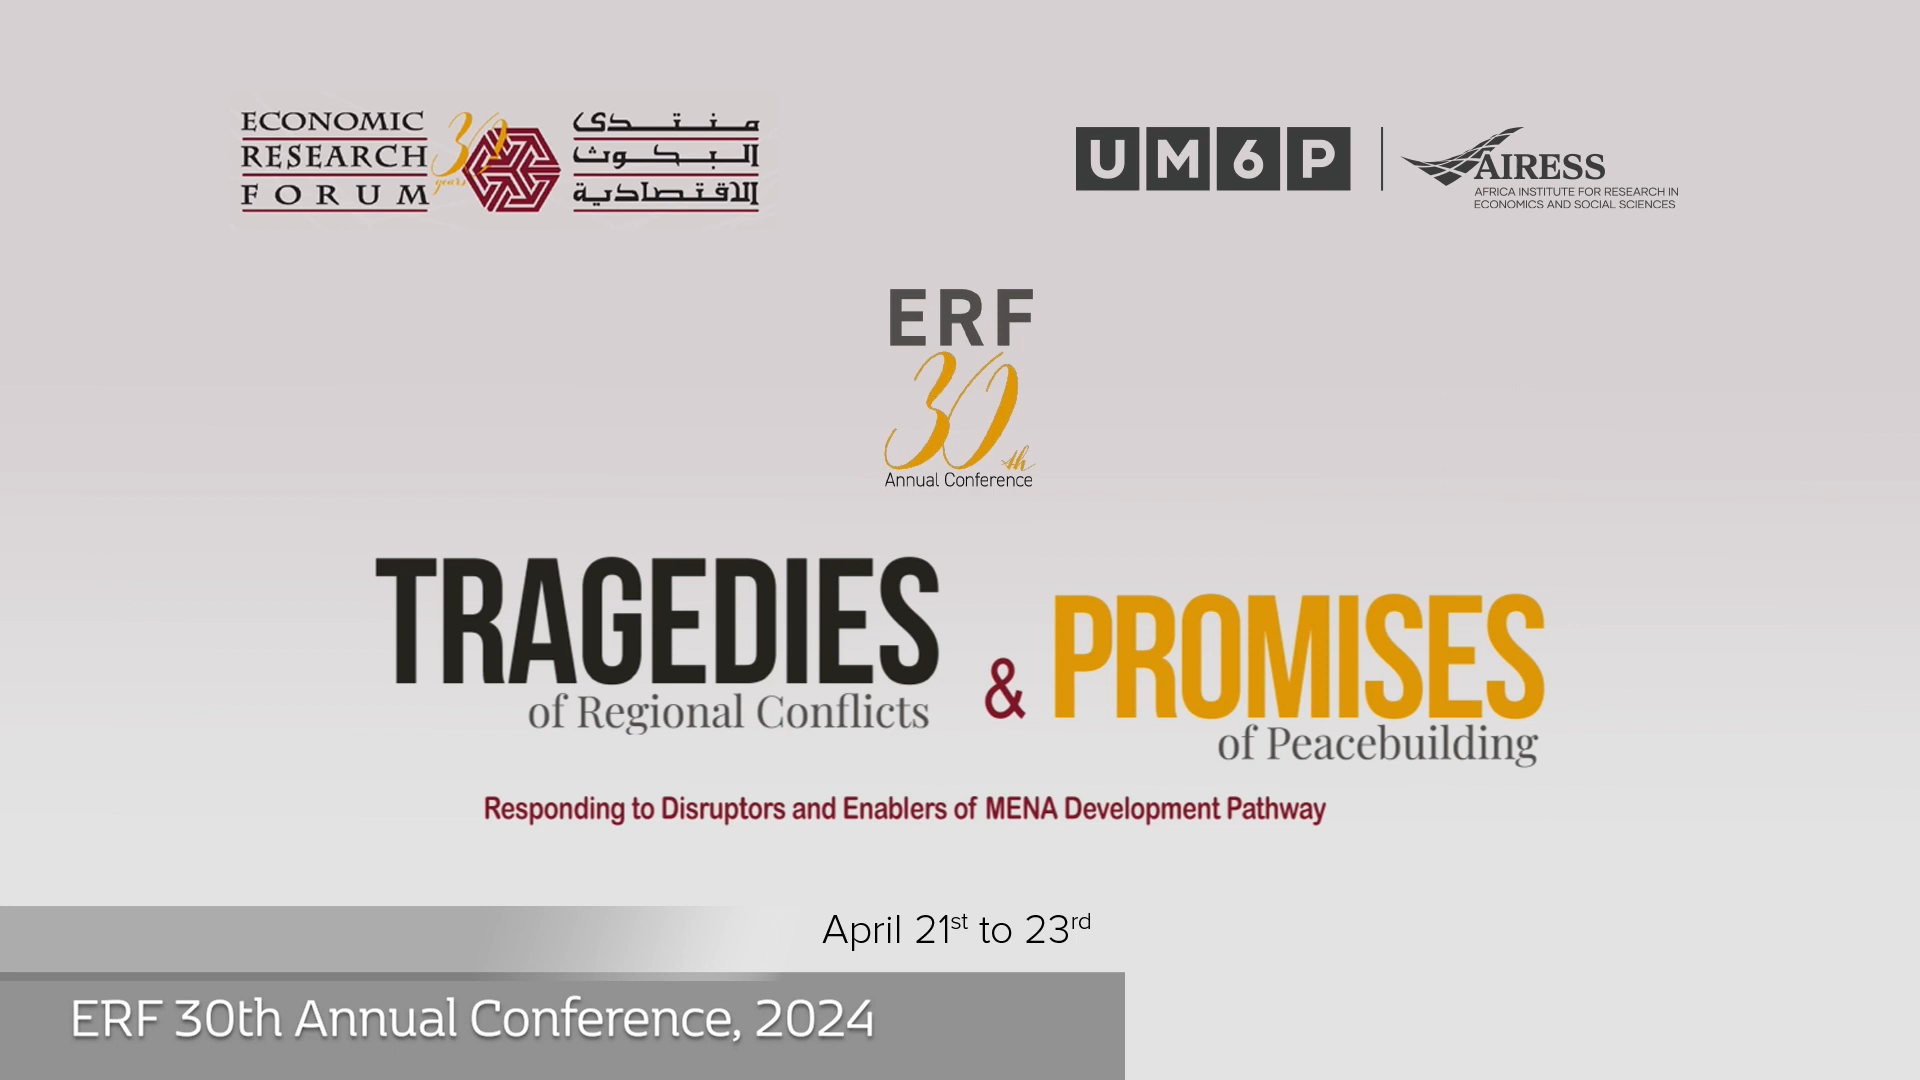 ECONOMIC
RESEARCH
FORUM
30
years
منتدى
البحوث
الاقتصادية
UM6P
AIRESS
AFRICA INSTITUTE FOR RESEARCH IN
ECONOMICS AND SOCIAL SCIENCES
ERF
30th
Annual Conference
TRAGEDIES
of Regional Conflicts
& PROMISES
of Peacebuilding
Responding to Disruptors and Enablers of MENA Development Pathway
April 21st to 23rd
ERF 30th Annual Conference, 2024